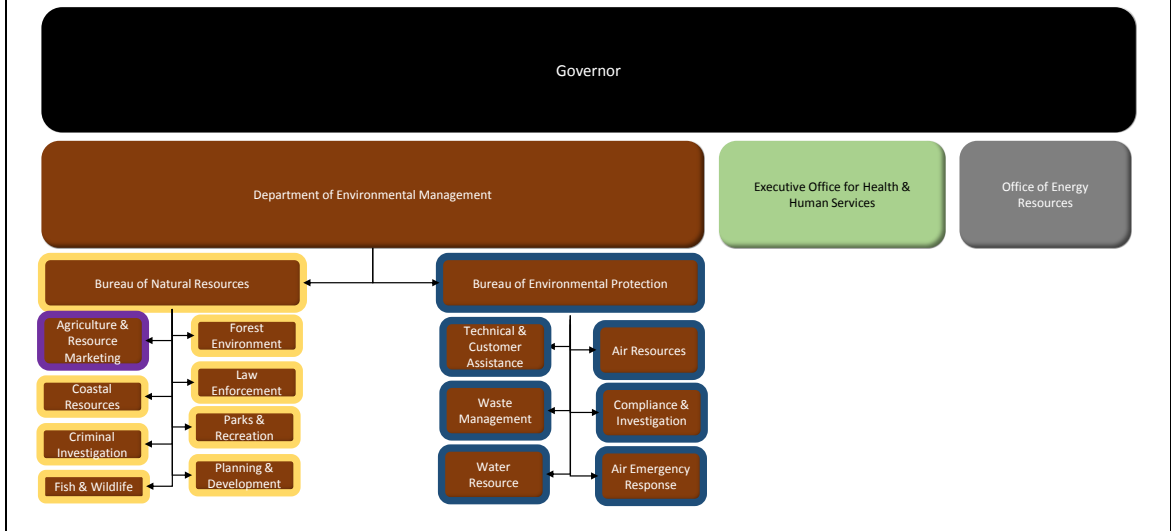 Governor
Department of Environmental Management
Executive Office for Health &
Human Services
Office of Energy
Resources
Bureau of Natural Resources
Bureau of Environmental Protection
Agriculture &
Resource
Marketing
Forest
Environment
Coastal
Resources
Law
Enforcement
Criminal
Investigation
Parks &
Recreation
Fish & Wildlife
Planning &
Development
Technical &
Customer
Assistance
Air Resources
Waste
Management
Compliance &
Investigation
Water
Resource
Air Emergency
Response